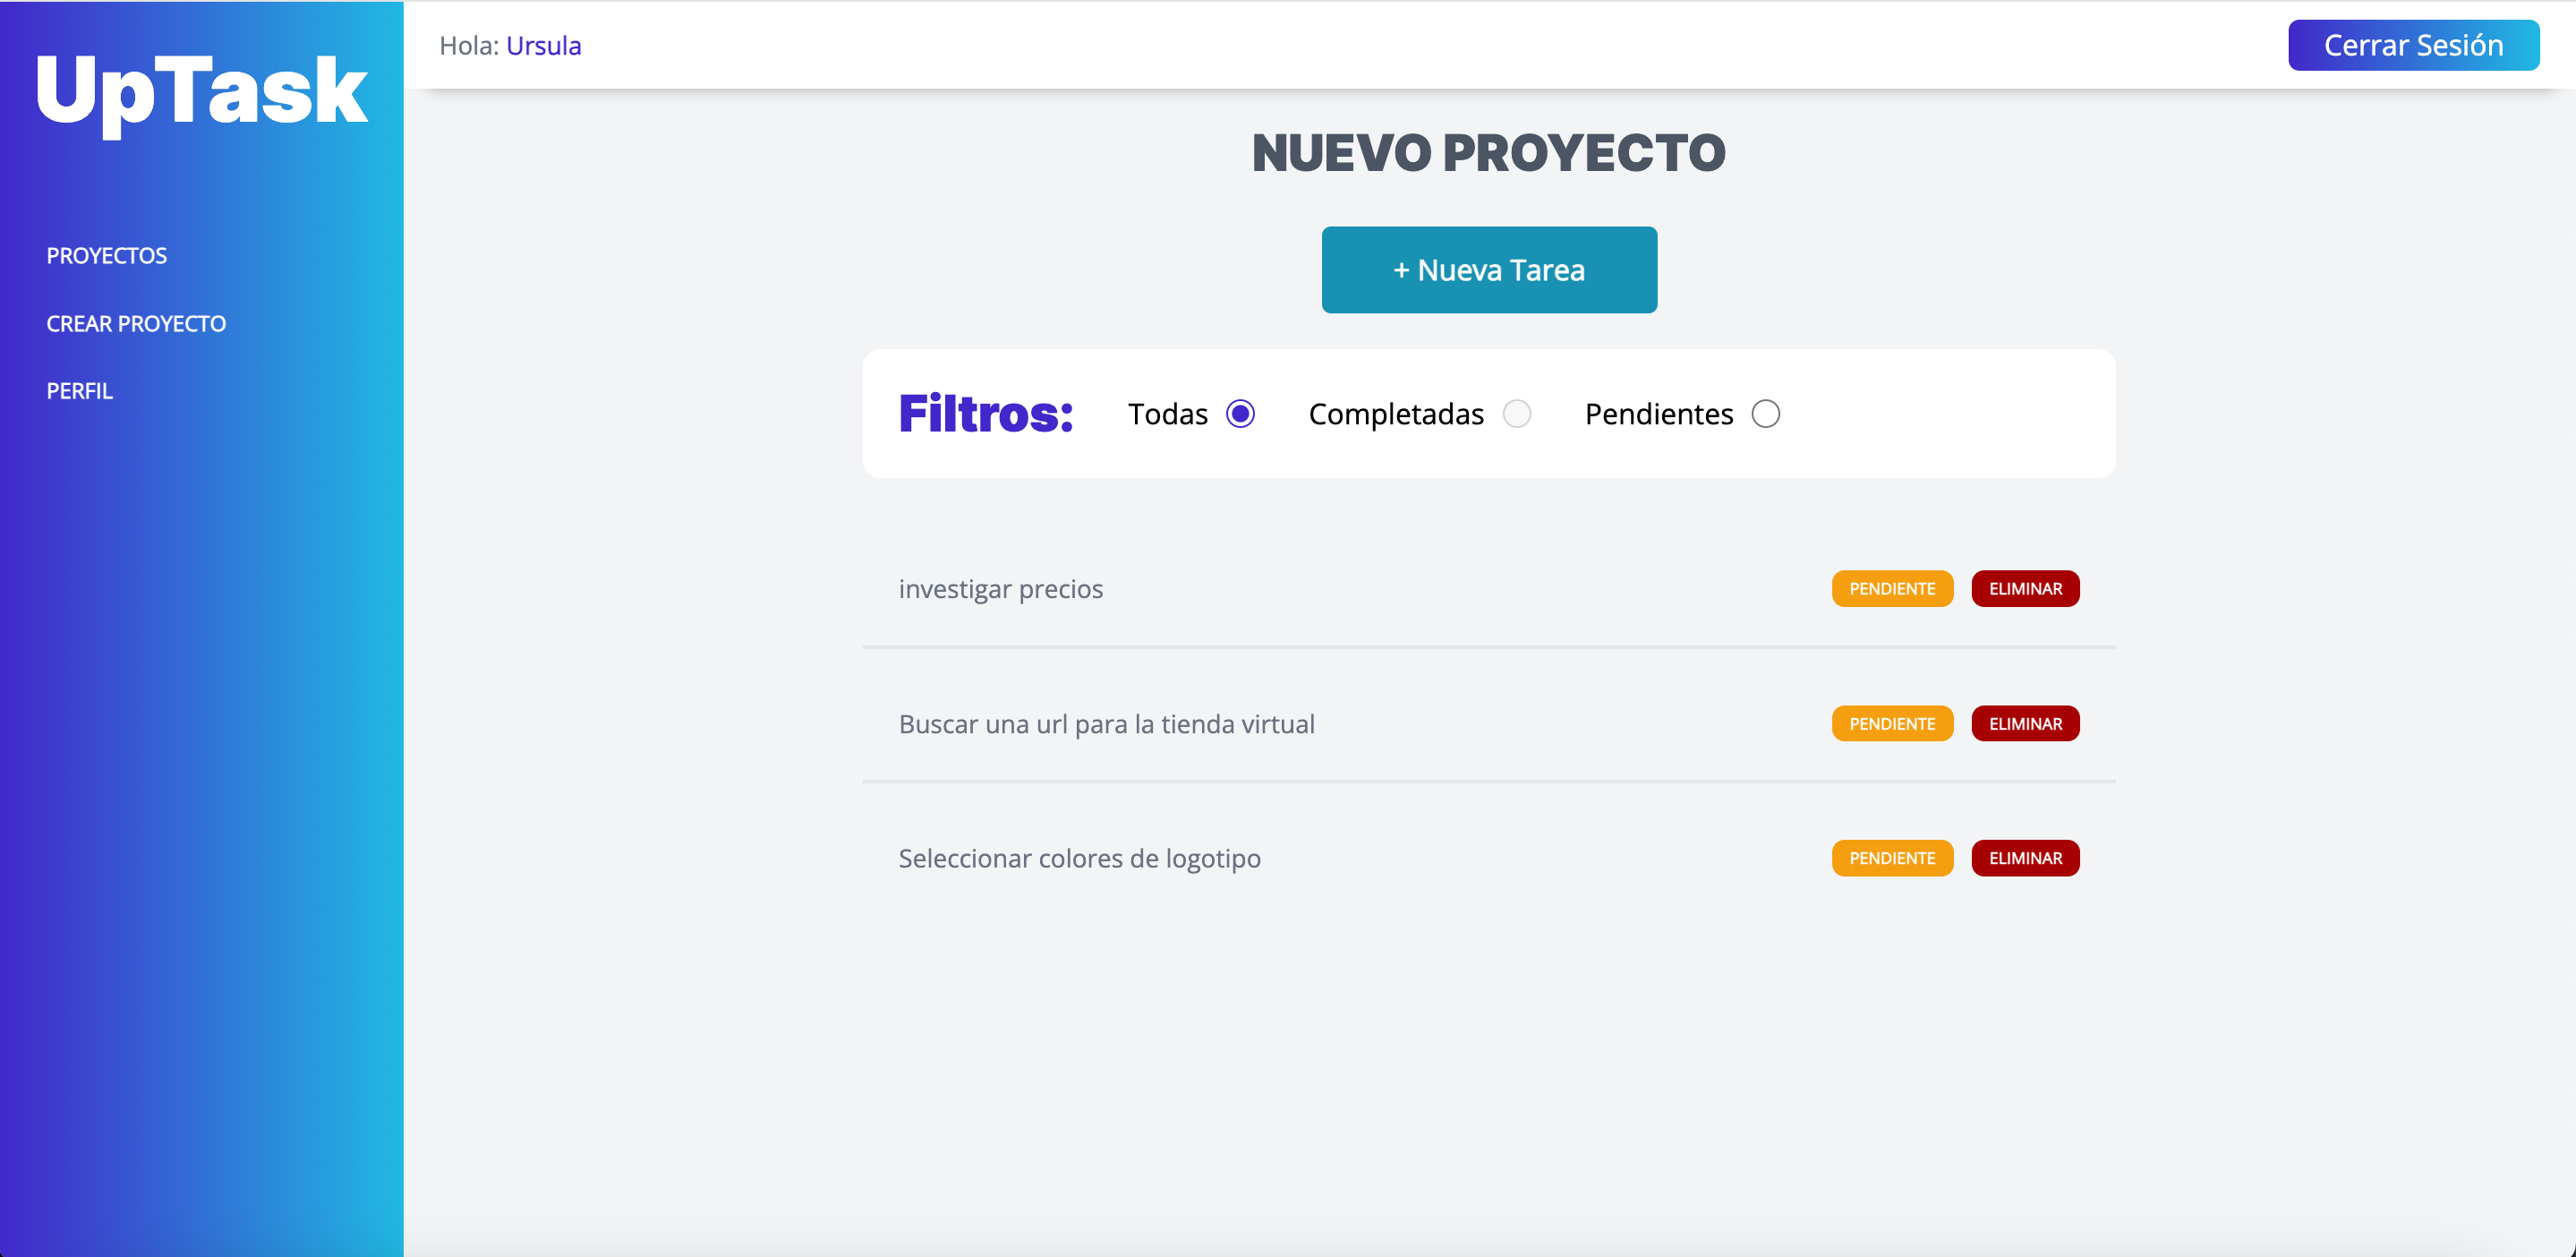 UpTask
Hola: Ursula
Cerrar Sesión
PROYECTOS
CREAR PROYECTO
PERFIL
NUEVO PROYECTO
+ Nueva Tarea
Filtros: Todas Completadas Pendientes
investigar precios PENDIENTE ELIMINAR
Buscar una url para la tienda virtual PENDIENTE ELIMINAR
Seleccionar colores de logotipo PENDIENTE ELIMINAR